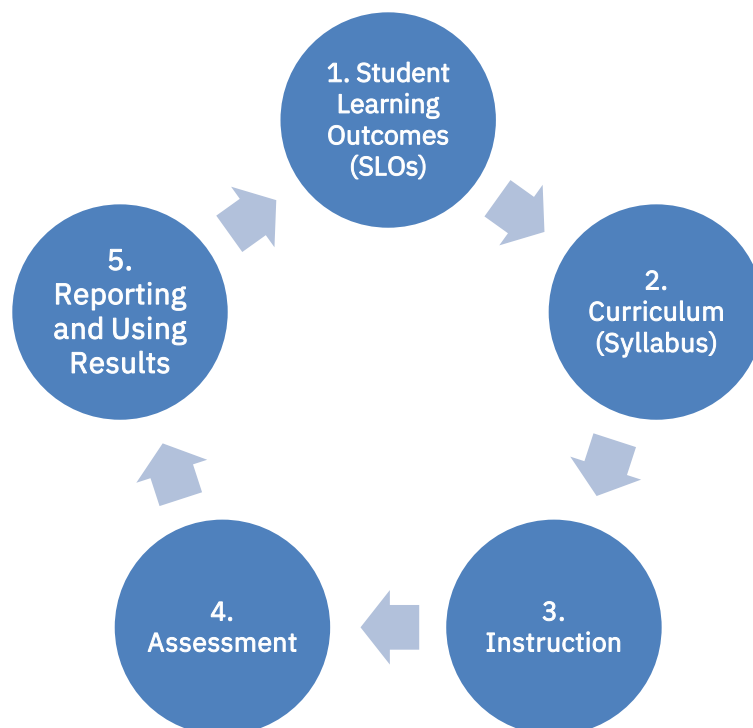 1. Student
Learning
Outcomes
(SLOs)
2.
Curriculum
(Syllabus)
3.
Instruction
4.
Assessment
5.
Reporting
and Using
Results